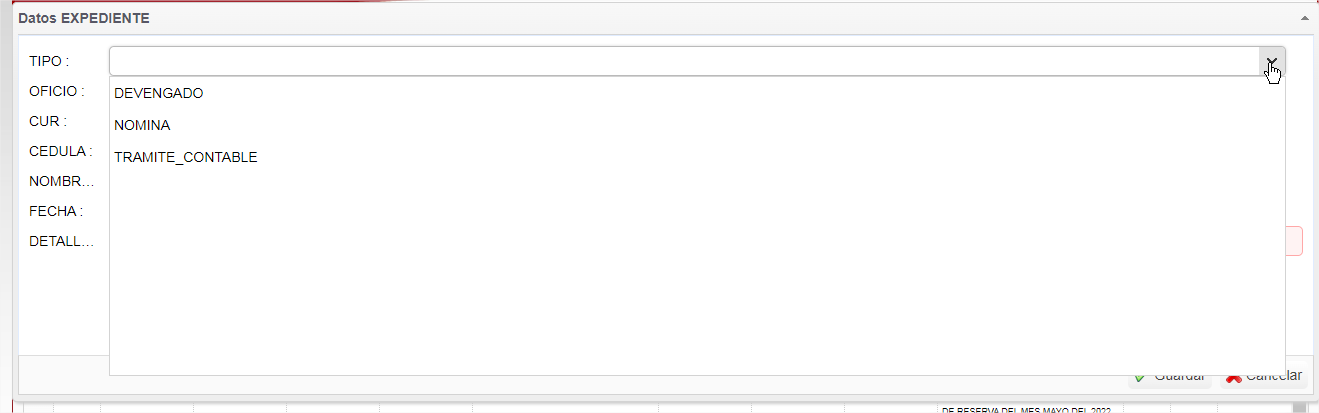 Datos EXPEDIENTE
TIPO :
OFICIO :
DEVENGADO
CUR :
NOMINA
CEDULA :
TRAMITE_CONTABLE
NOMBR...
FECHA :
DETALL...
Guardar
Cancelar
DE RESERVA DEL MES MAYO DEL 2022